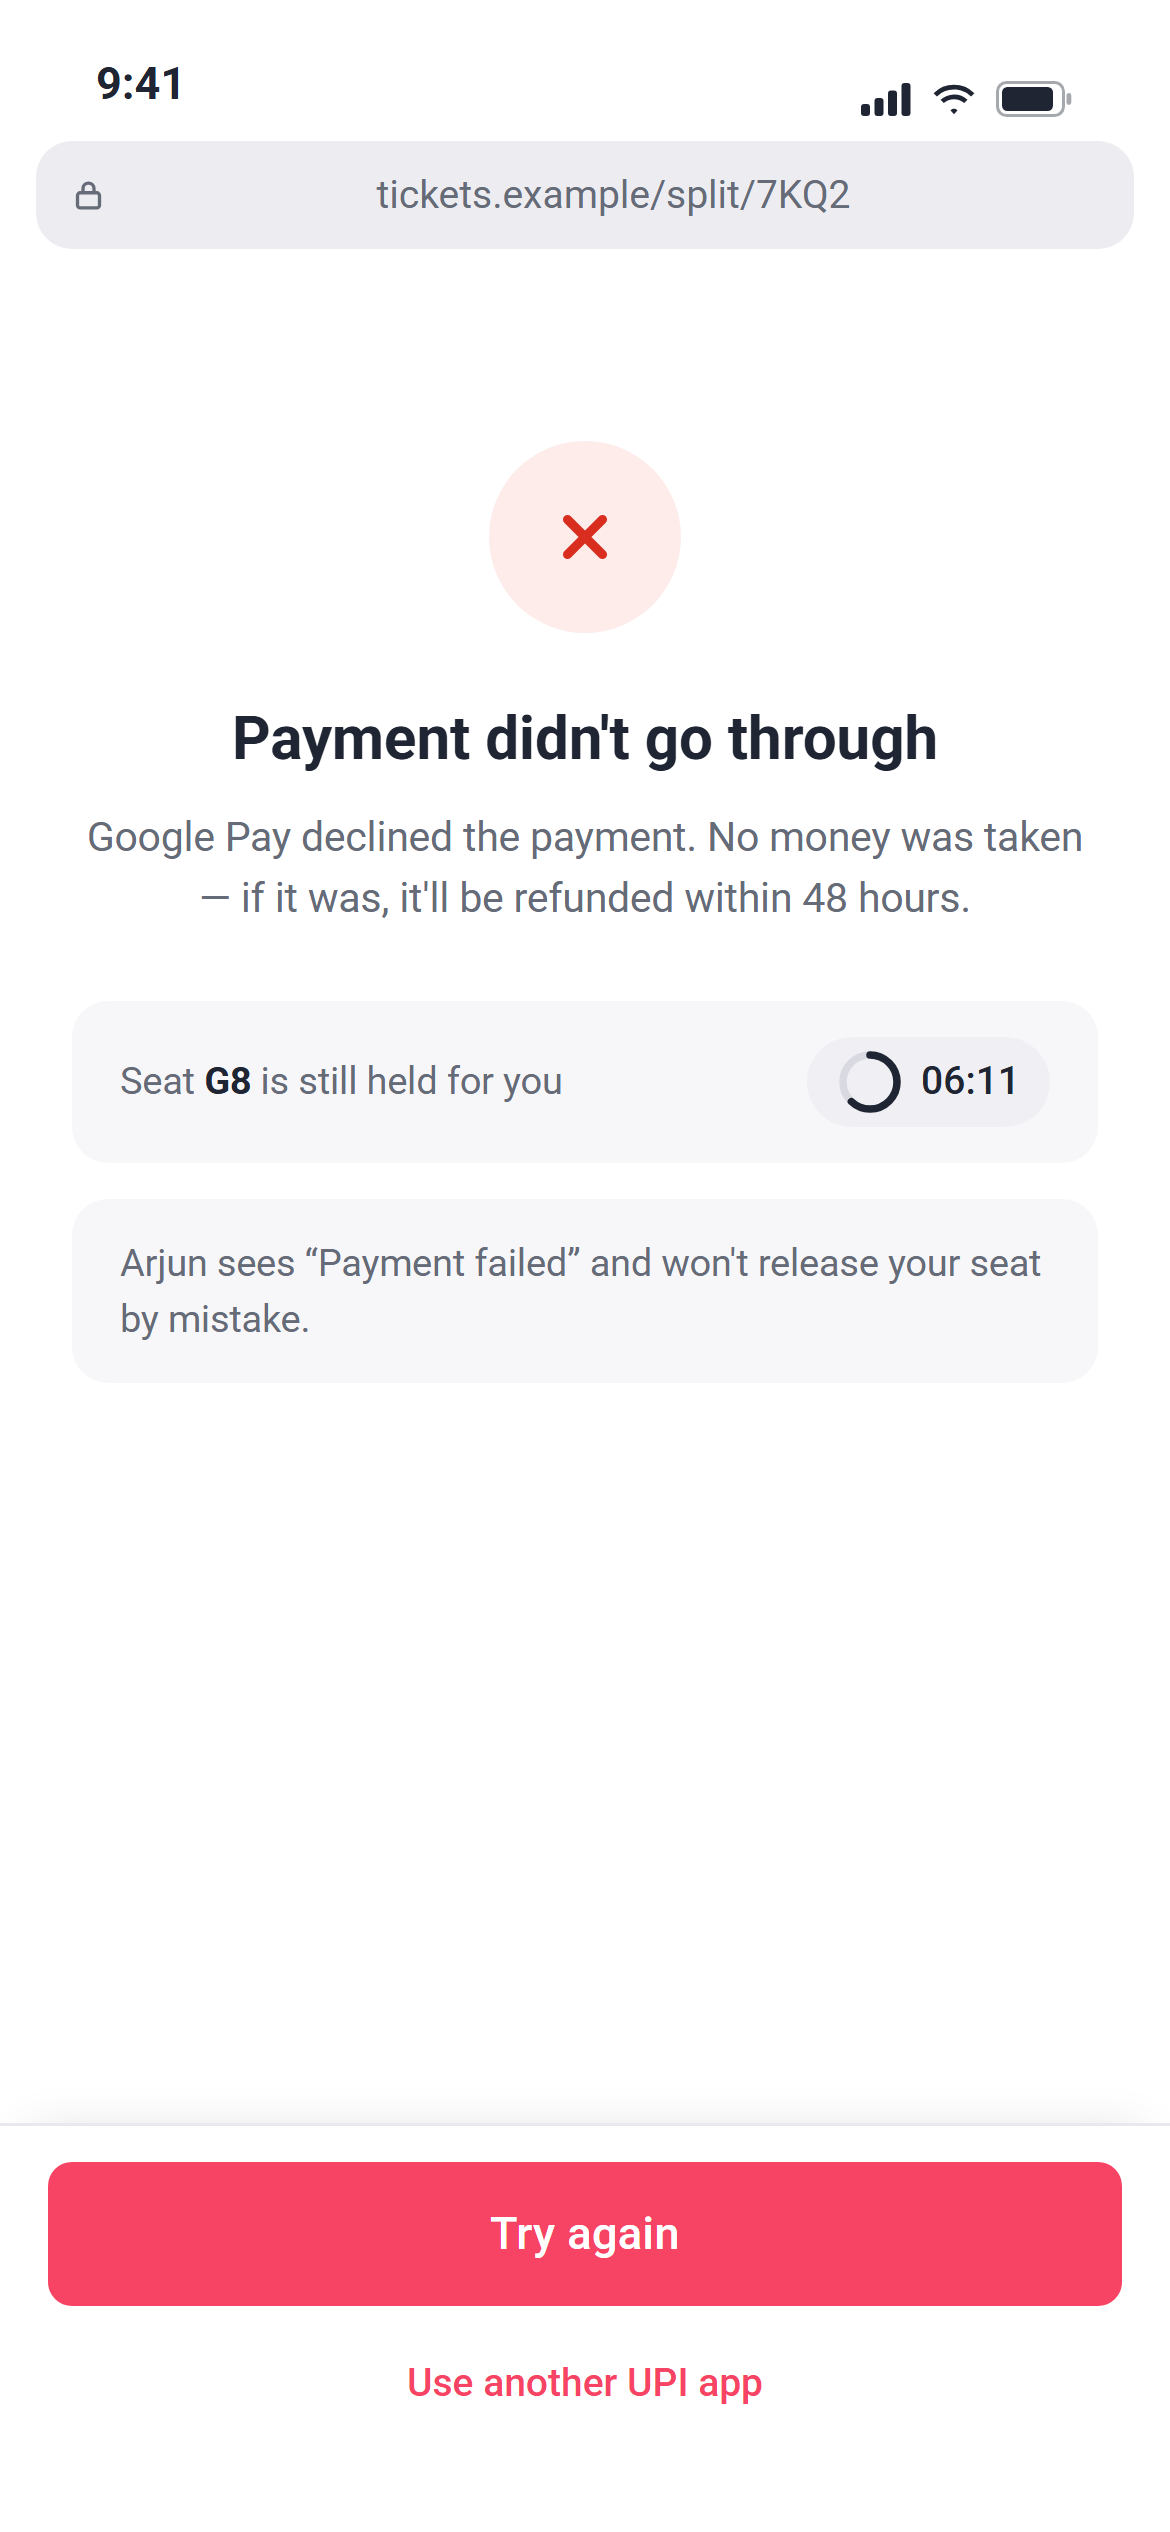 9:41
tickets.example/split/7KQ2
Payment didn't go through
Google Pay declined the payment. No money was taken
— if it was, it'll be refunded within 48 hours.
Seat G8 is still held for you
06:11
Arjun sees “Payment failed” and won't release your seat
by mistake.
Try again
Use another UPI app